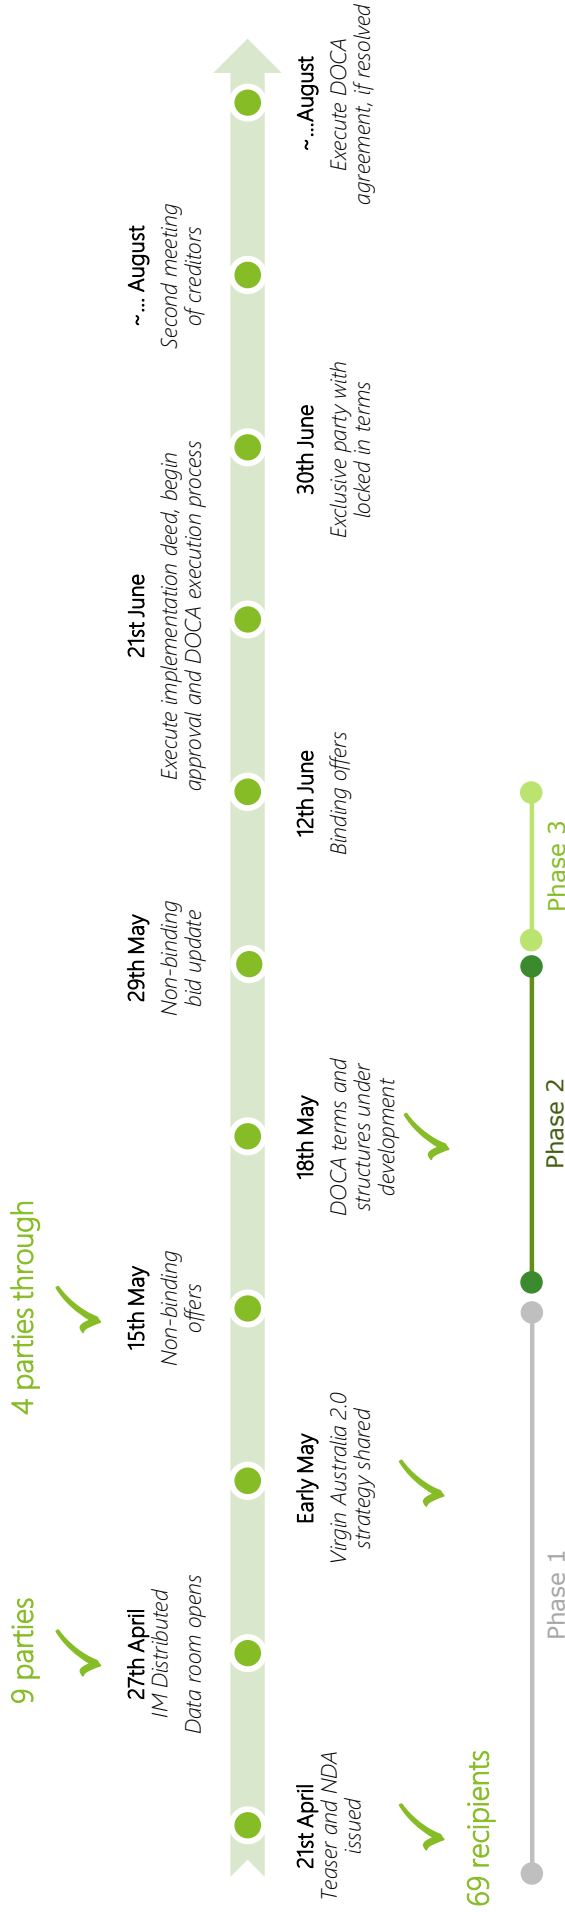 9 parties
4 parties through
27th April
IM Distributed
Data room opens
15th May
Non-binding
offers
29th May
Non-binding
bid update
21st June
Execute implementation deed, begin
approval and DOCA execution process
~... August
Second meeting
of creditors
21st April
Teaser and NDA
issued
69 recipients
Early May
Virgin Australia 2.0
strategy shared
18th May
DOCA terms and
structures under
development
12th June
Binding offers
30th June
Exclusive party with
locked in terms
~...August
Execute DOCA
agreement, if resolved
Phase 1
Phase 2
Phase 3